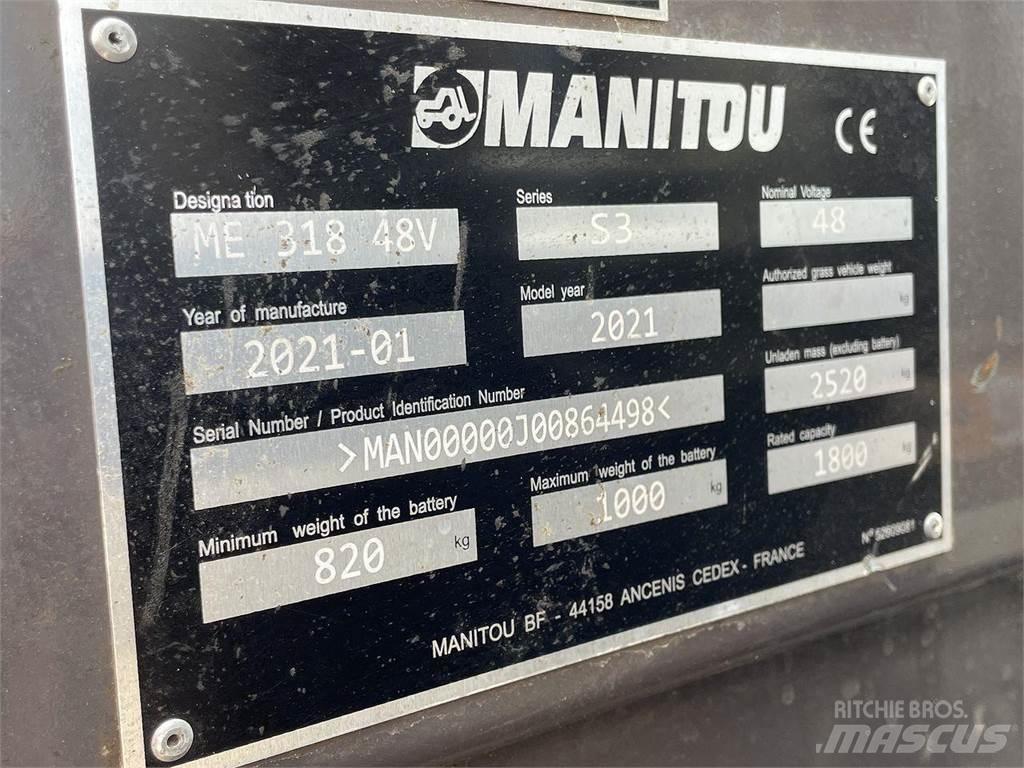 MANITOU
CE
Designation
ME 318 48V
Series
S3
Nominal Voltage
48
Year of manufacture
2021-01
Model year
2021
Authorized grass vehicle weight
kg
Serial Number / Product Identification Number
>MAN00000J00864498<
Unladen mass (excluding battery)
2520 kg
Minimum weight of the battery
820 kg
Maximum weight of the battery
1000 kg
Rated capacity
1800 kg
N° 52609081
MANITOU BF - 44158 ANCENIS CEDEX - FRANCE
RITCHIE BROS.
MASCUS